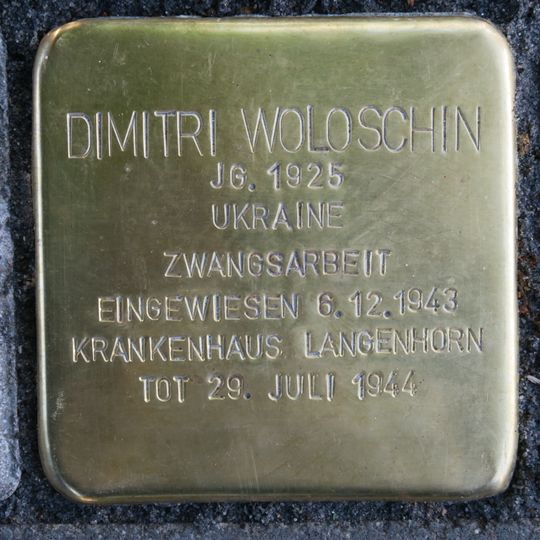 DIMITRI WOLOSCHIN
JG. 1925
UKRAINE
ZWANGSARBEIT
EINGEWIESEN 6.12.1943
KRANKENHAUS LANGENHORN
TOT 29. JULI 1944